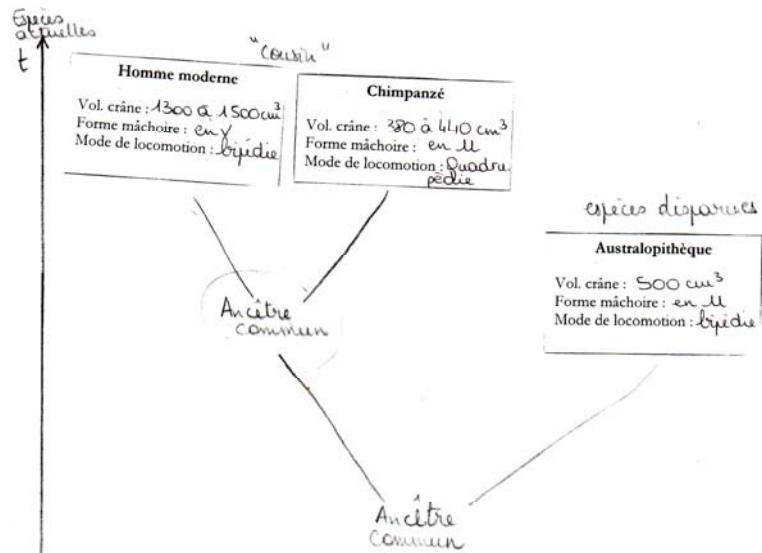 Espèces
actuelles
t
"cousin"
Homme moderne
Vol. crâne : 1300 à 1500 cm³
Forme mâchoire : en V
Mode de locomotion : bipédie
Chimpanzé
Vol. crâne : 380 à 440 cm³
Forme mâchoire : en U
Mode de locomotion : Quadru
pédie
espèces disparues
Australopithèque
Vol. crâne : 500 cm³
Forme mâchoire : en U
Mode de locomotion : bipédie
Ancêtre
commun
Ancêtre
commun